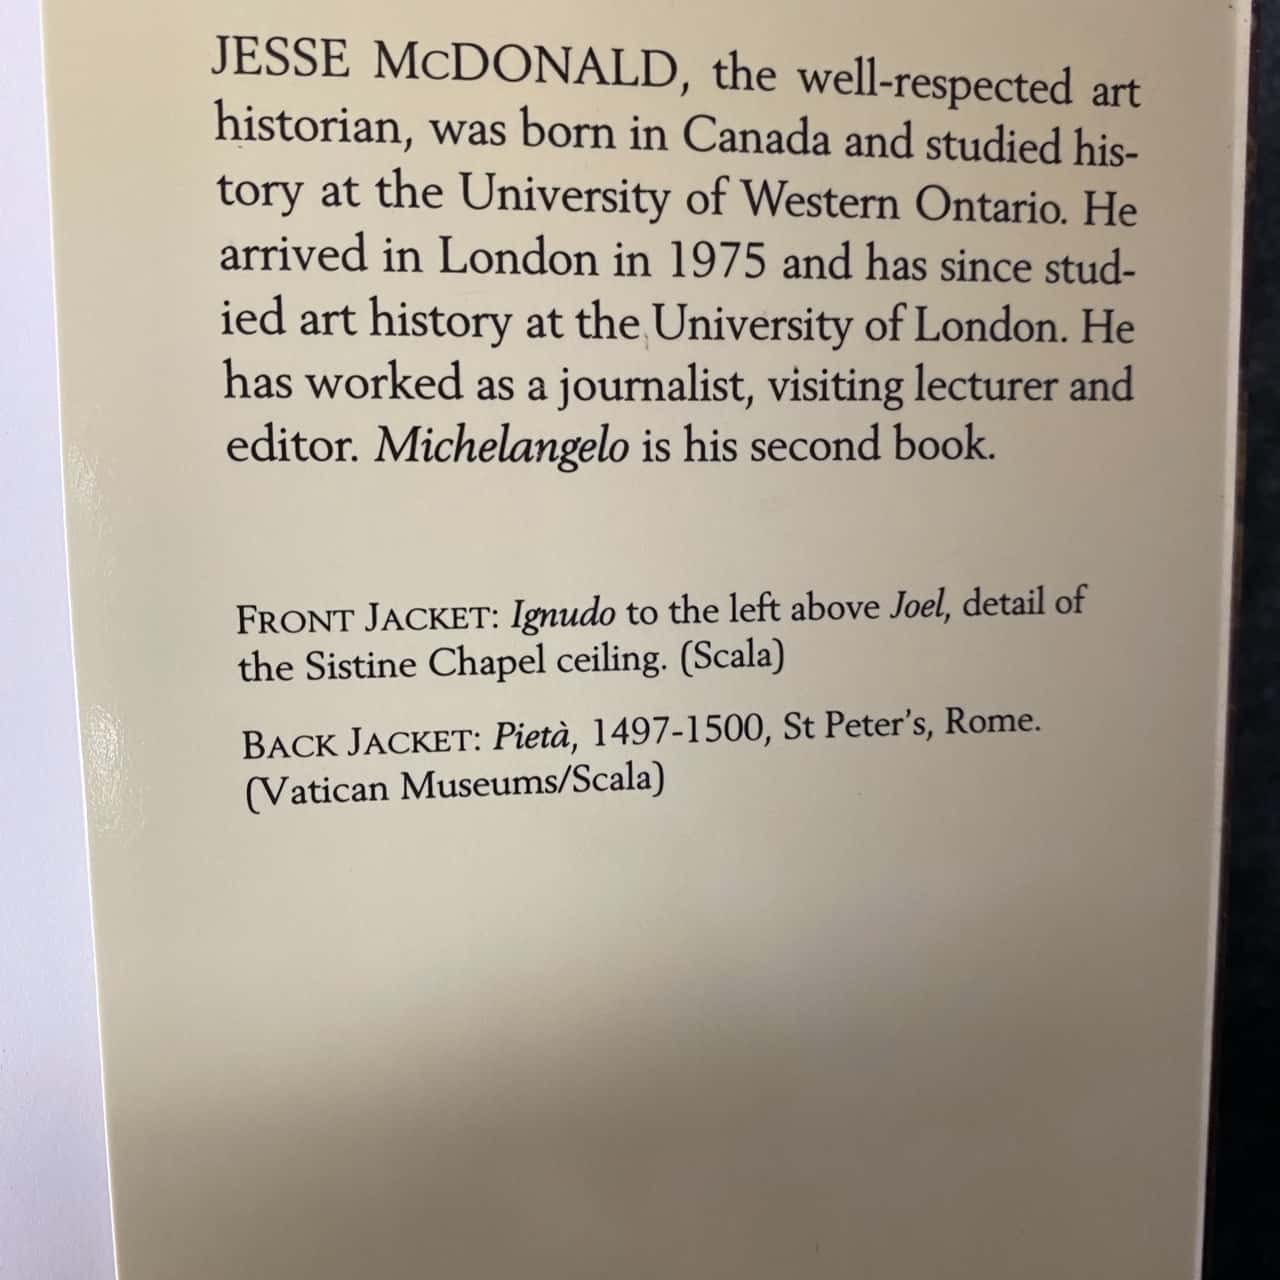 JESSE McDONALD, the well-respected art
historian, was born in Canada and studied his-
tory at the University of Western Ontario. He
arrived in London in 1975 and has since stud-
ied art history at the University of London. He
has worked as a journalist, visiting lecturer and
editor. Michelangelo is his second book.
FRONT JACKET: Ignudo to the left above Joel, detail of
the Sistine Chapel ceiling. (Scala)
BACK JACKET: Pietà, 1497-1500, St Peter's, Rome.
(Vatican Museums/Scala)